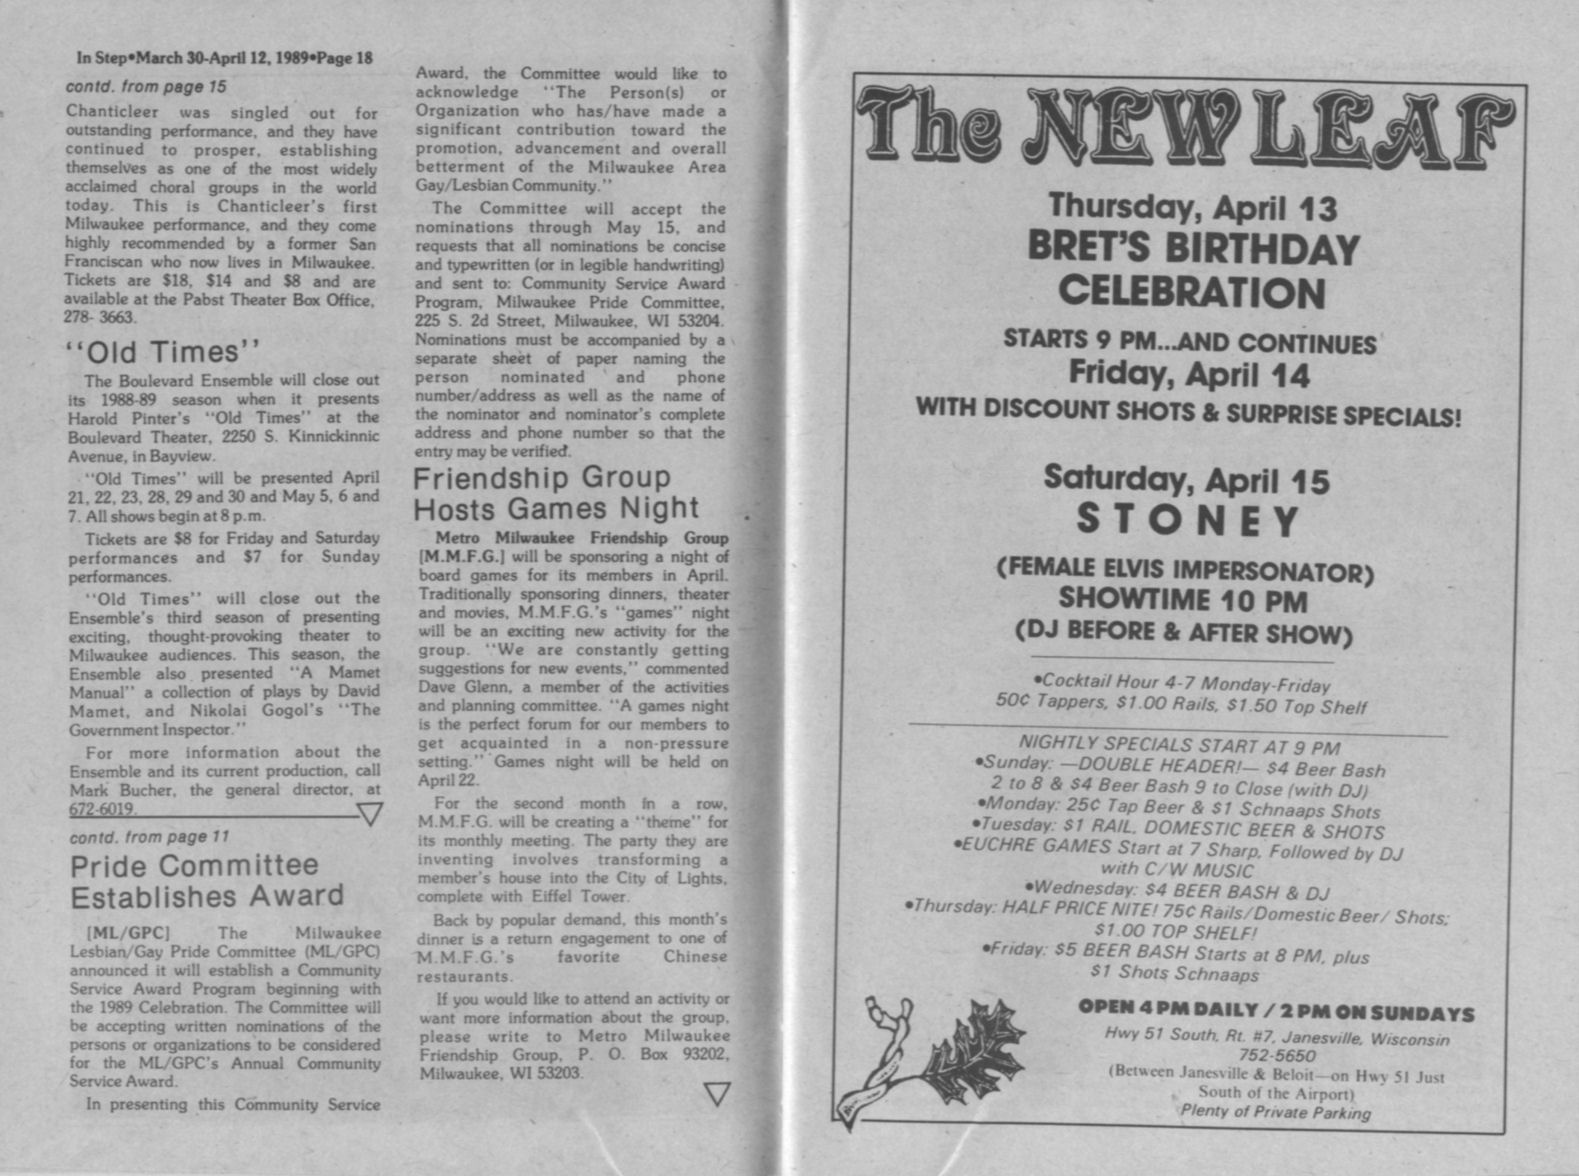 In Step•March 30-April 12, 1989•Page 18
contd. from page 15
Chanticleer was singled out for
outstanding performance, and they have
continued to prosper, establishing
themselves as one of the most widely
acclaimed choral groups in the world
today. This is Chanticleer's first
Milwaukee performance, and they come
highly recommended by a former San
Franciscan who now lives in Milwaukee.
Tickets are $18, $14 and $8 and are
available at the Pabst Theater Box Office,
278- 3663.
"Old Times"
The Boulevard Ensemble will close out
its 1988-89 season when it presents
Harold Pinter's "Old Times" at the
Boulevard Theater, 2250 S. Kinnickinnic
Avenue, in Bayview.
"Old Times" will be presented April
21, 22, 23, 28, 29 and 30 and May 5, 6 and
7. All shows begin at 8 p.m.
Tickets are $8 for Friday and Saturday
performances and $7 for Sunday
performances.
"Old Times" will close out the
Ensemble's third season of presenting
exciting, thought-provoking theater to
Milwaukee audiences. This season, the
Ensemble also presented "A Mamet
Manual" a collection of plays by David
Mamet, and Nikolai Gogol's "The
Government Inspector."
For more information about the
Ensemble and its current production, call
Mark Bucher, the general director, at
672-6019.
contd. from page 11
Pride Committee
Establishes Award
[ML/GPC] The Milwaukee
Lesbian/Gay Pride Committee (ML/GPC)
announced it will establish a Community
Service Award Program beginning with
the 1989 Celebration. The Committee will
be accepting written nominations of the
persons or organizations to be considered
for the ML/GPC's Annual Community
Service Award.
In presenting this Community Service
Award, the Committee would like to
acknowledge "The Person(s) or
Organization who has/have made a
significant contribution toward the
promotion, advancement and overall
betterment of the Milwaukee Area
Gay/Lesbian Community."
The Committee will accept the
nominations through May 15, and
requests that all nominations be concise
and typewritten (or in legible handwriting)
and sent to: Community Service Award
Program, Milwaukee Pride Committee,
225 S. 2d Street, Milwaukee, WI 53204.
Nominations must be accompanied by a
separate sheet of paper naming the
person nominated and phone
number/address as well as the name of
the nominator and nominator's complete
address and phone number so that the
entry may be verified.
Friendship Group
Hosts Games Night
Metro Milwaukee Friendship Group
[M.M.F.G.] will be sponsoring a night of
board games for its members in April.
Traditionally sponsoring dinners, theater
and movies, M.M.F.G.'s "games" night
will be an exciting new activity for the
group. "We are constantly getting
suggestions for new events," commented
Dave Glenn, a member of the activities
and planning committee. "A games night
is the perfect forum for our members to
get acquainted in a non-pressure
setting." Games night will be held on
April 22.
For the second month in a row,
M.M.F.G. will be creating a "theme" for
its monthly meeting. The party they are
inventing involves transforming a
member's house into the City of Lights,
complete with Eiffel Tower.
Back by popular demand, this month's
dinner is a return engagement to one of
M.M.F.G.'s favorite Chinese
restaurants.
If you would like to attend an activity or
want more information about the group,
please write to Metro Milwaukee
Friendship Group, P. O. Box 93202,
Milwaukee, WI 53203.
The NEW LEAF
Thursday, April 13
BRET'S BIRTHDAY
CELEBRATION
STARTS 9 PM...AND CONTINUES
Friday, April 14
WITH DISCOUNT SHOTS & SURPRISE SPECIALS!
Saturday, April 15
STONEY
(FEMALE ELVIS IMPERSONATOR)
SHOWTIME 10 PM
(DJ BEFORE & AFTER SHOW)
•Cocktail Hour 4-7 Monday-Friday
50¢ Tappers, $1.00 Rails, $1.50 Top Shelf
NIGHTLY SPECIALS START AT 9 PM
•Sunday: —DOUBLE HEADER!— $4 Beer Bash
2 to 8 & $4 Beer Bash 9 to Close (with DJ)
•Monday: 25¢ Tap Beer & $1 Schnaaps Shots
•Tuesday: $1 RAIL, DOMESTIC BEER & SHOTS
•EUCHRE GAMES Start at 7 Sharp, Followed by DJ
with C/W MUSIC
•Wednesday: $4 BEER BASH & DJ
•Thursday: HALF PRICE NITE! 75¢ Rails/Domestic Beer/ Shots;
$1.00 TOP SHELF!
•Friday: $5 BEER BASH Starts at 8 PM, plus
$1 Shots Schnaaps
OPEN 4 PM DAILY / 2 PM ON SUNDAYS
Hwy 51 South, Rt. #7, Janesville, Wisconsin
752-5650
(Between Janesville & Beloit—on Hwy 51 Just
South of the Airport)
Plenty of Private Parking